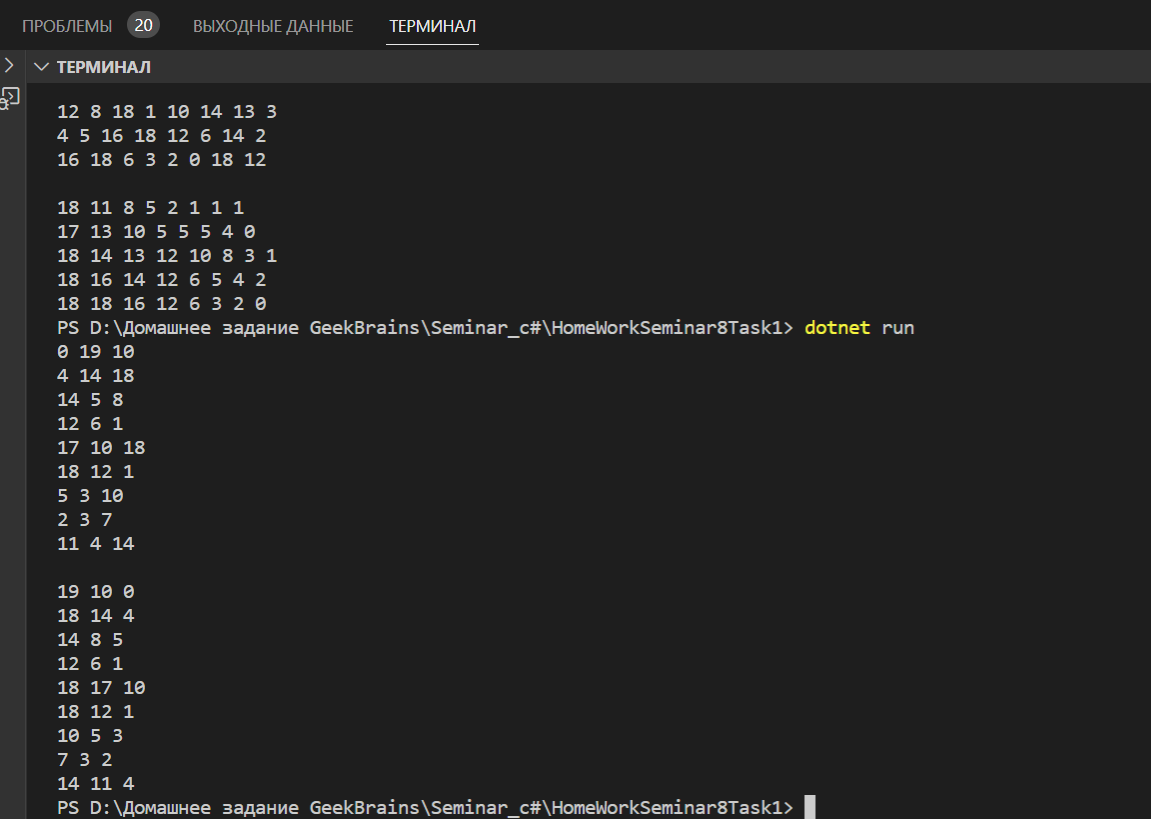 ПРОБЛЕМЫ 20 ВЫХОДНЫЕ ДАННЫЕ ТЕРМИНАЛ
ТЕРМИНАЛ
12 8 18 1 10 14 13 3
4 5 16 18 12 6 14 2
16 18 6 3 2 0 18 12
18 11 8 5 2 1 1 1
17 13 10 5 5 5 4 0
18 14 13 12 10 8 3 1
18 16 14 12 6 5 4 2
18 18 16 12 6 3 2 0
PS D:\Домашнее задание GeekBrains\Seminar_c#\HomeWorkSeminar8Task1> dotnet run
0 19 10
4 14 18
14 5 8
12 6 1
17 10 18
18 12 1
5 3 10
2 3 7
11 4 14
19 10 0
18 14 4
14 8 5
12 6 1
18 17 10
18 12 1
10 5 3
7 3 2
14 11 4
PS D:\Домашнее задание GeekBrains\Seminar_c#\HomeWorkSeminar8Task1>